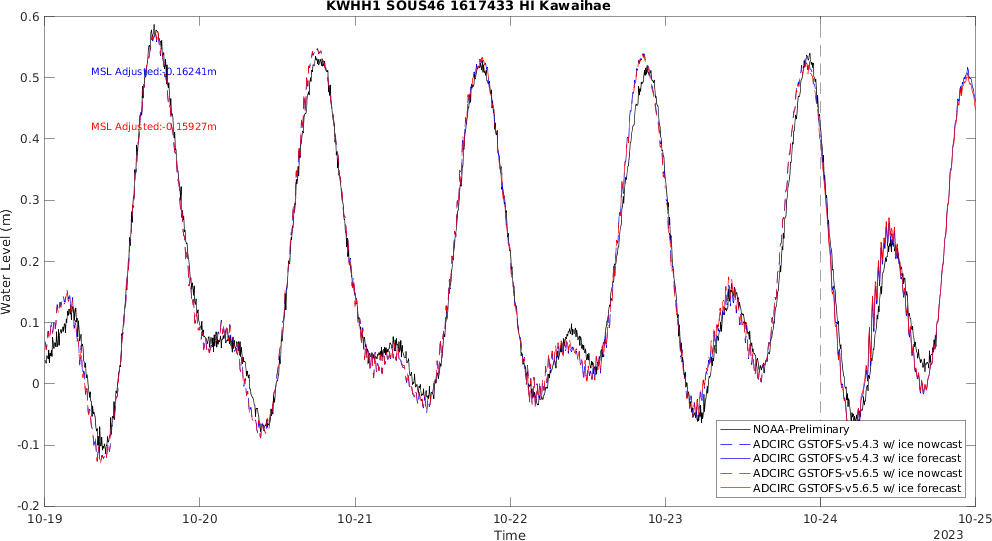 KWHH1 SOUS46 1617433 HI Kawaihae
0.6
0.5
0.4
0.3
0.2
0.1
0
-0.1
-0.2
Water Level (m)
MSL Adjusted:-0.16241m
MSL Adjusted:-0.15927m
NOAA-Preliminary
ADCIRC GSTOFS-v5.4.3 w/ ice nowcast
ADCIRC GSTOFS-v5.4.3 w/ ice forecast
ADCIRC GSTOFS-v5.6.5 w/ ice nowcast
ADCIRC GSTOFS-v5.6.5 w/ ice forecast
10-19 10-20 10-21 10-22 10-23 10-24 10-25
Time
2023